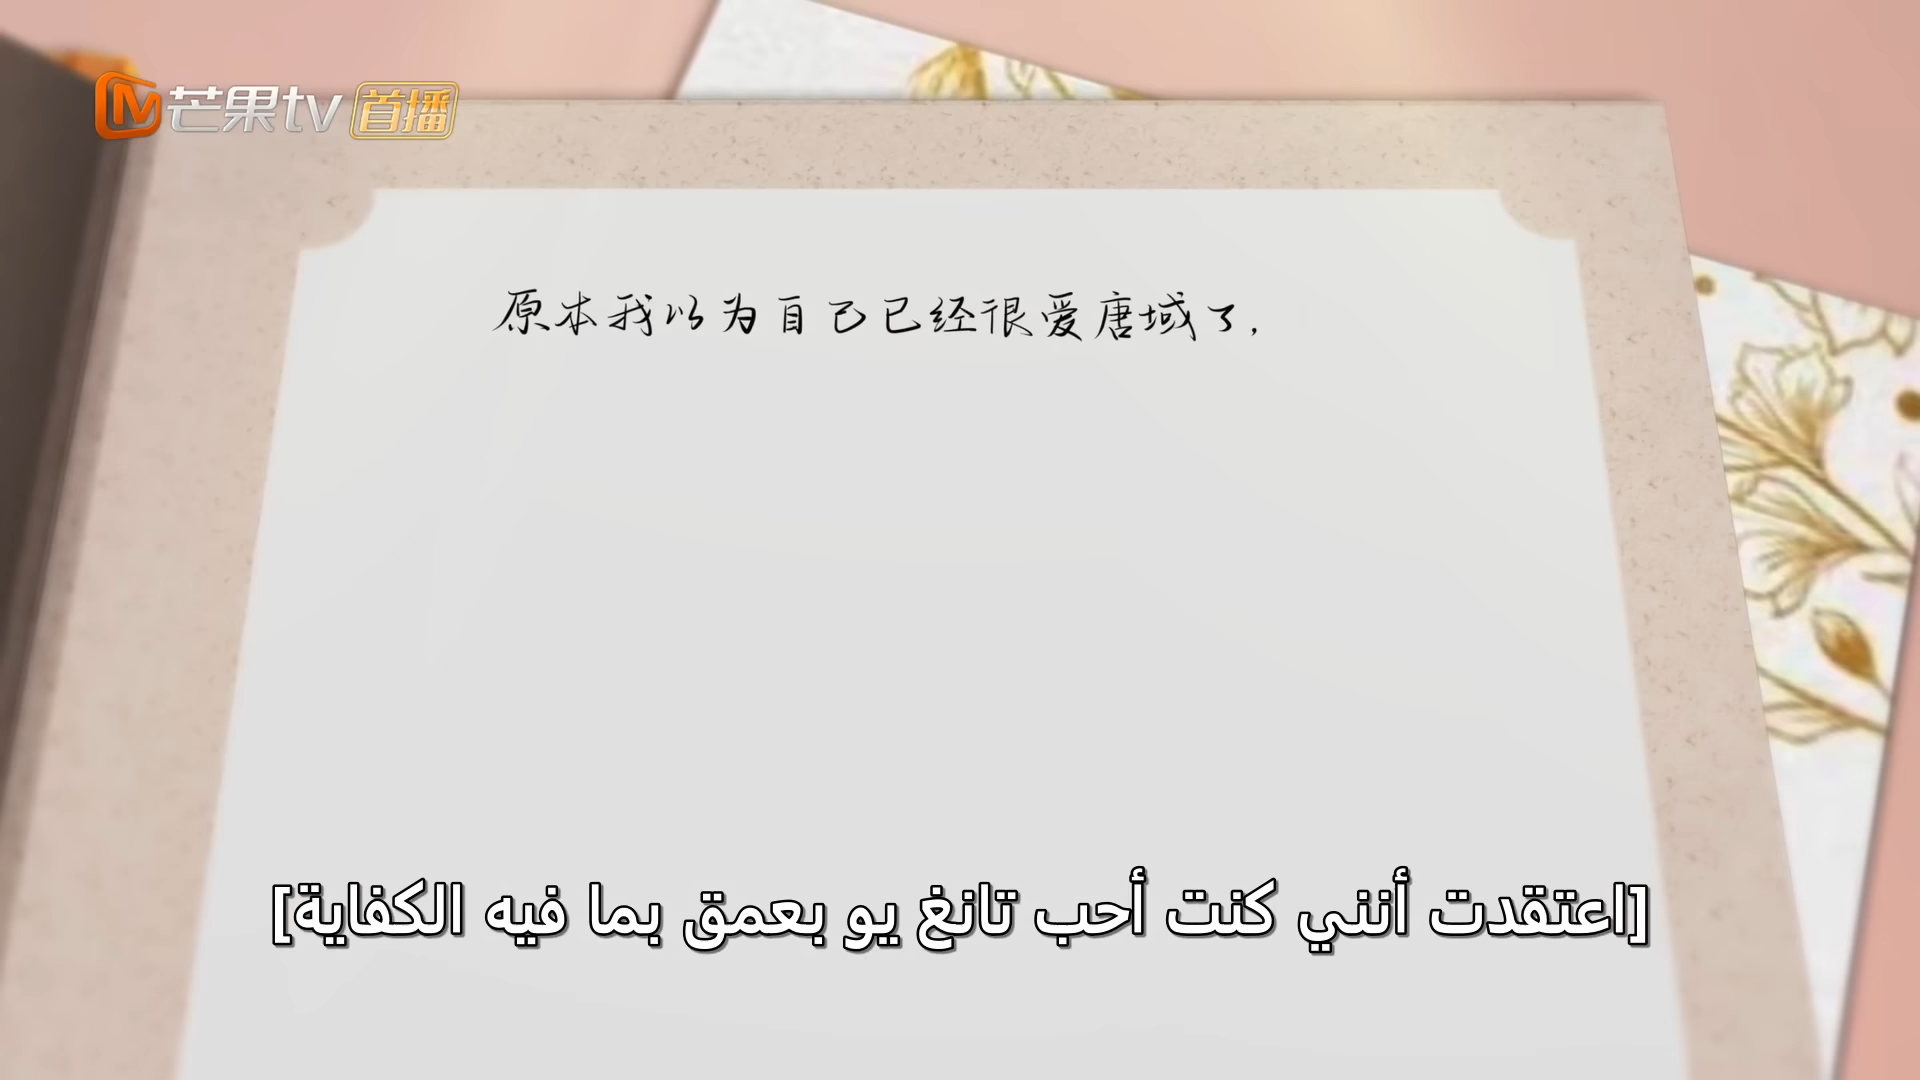 芒果tv 首播
原本我以为自己已经很爱唐域了，
[اعتقدت أنني كنت أحب تانغ يو بعمق بما فيه الكفاية]